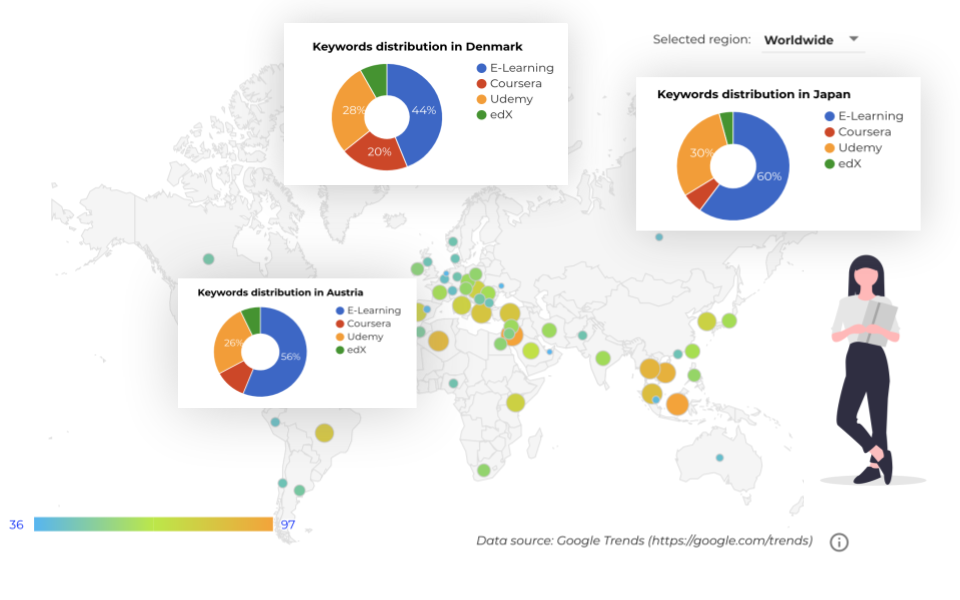 Keywords distribution in Denmark
E-Learning
Coursera
Udemy
edX
44%
28%
20%
Selected region: Worldwide
Keywords distribution in Japan
E-Learning
Coursera
Udemy
edX
30%
60%
Keywords distribution in Austria
E-Learning
Coursera
Udemy
edX
26%
56%
36
97
Data source: Google Trends (https://google.com/trends)